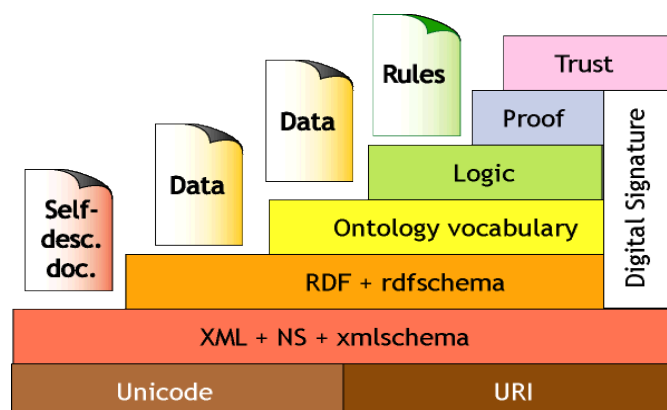 Trust
Rules
Proof
Data
Logic
Data
Self-
desc.
doc.
Ontology vocabulary
Digital Signature
RDF + rdfschema
XML + NS + xmlschema
Unicode
URI